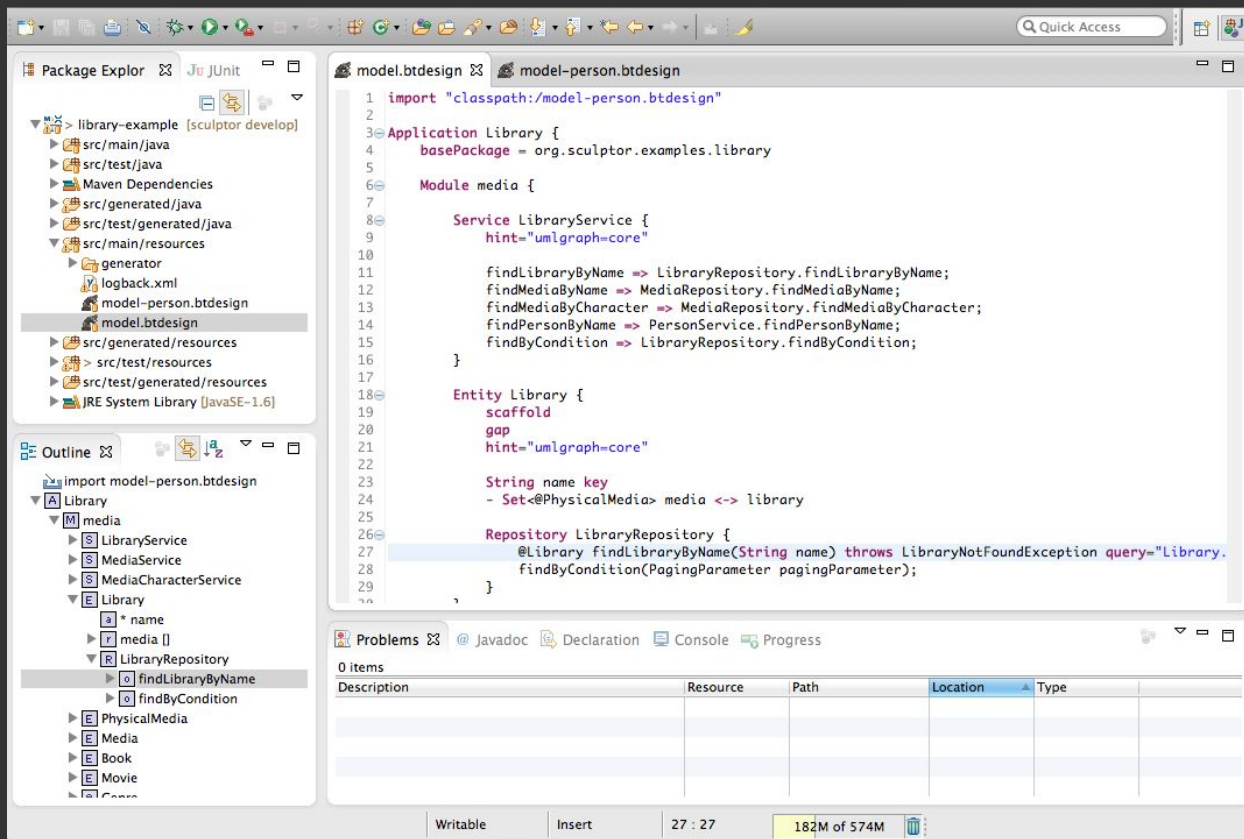 Quick Access
Package Explor
JUnit
> library-example [sculptor develop]
src/main/java
src/test/java
Maven Dependencies
src/generated/java
src/test/generated/java
src/main/resources
generator
logback.xml
model-person.btdesign
model.btdesign
src/generated/resources
> src/test/resources
src/test/generated/resources
JRE System Library [JavaSE-1.6]
Outline
import model-person.btdesign
A Library
M media
S LibraryService
S MediaService
S MediaCharacterService
E Library
a * name
r media []
R LibraryRepository
o findLibraryByName
o findByCondition
E PhysicalMedia
E Media
E Book
E Movie
model.btdesign
model-person.btdesign
1 import "classpath:/model-person.btdesign"
2
3 Application Library {
4 basePackage = org.sculptor.examples.library
5
6 Module media {
7
8 Service LibraryService {
9 hint="umlgraph=core"
10
11 findLibraryByName => LibraryRepository.findLibraryByName;
12 findMediaByName => MediaRepository.findMediaByName;
13 findMediaByCharacter => MediaRepository.findMediaByCharacter;
14 findPersonByName => PersonService.findPersonByName;
15 findByCondition => LibraryRepository.findByCondition;
16 }
17
18 Entity Library {
19 scaffold
20 gap
21 hint="umlgraph=core"
22
23 String name key
24 - Set<@PhysicalMedia> media <-> library
25
26 Repository LibraryRepository {
27 @Library findLibraryByName(String name) throws LibraryNotFoundException query="Library.
28 findByCondition(PagingParameter pagingParameter);
29 }
Problems
@ Javadoc
Declaration
Console
Progress
0 items
Description
Resource
Path
Location
Type
Writable
Insert
27 : 27
182M of 574M